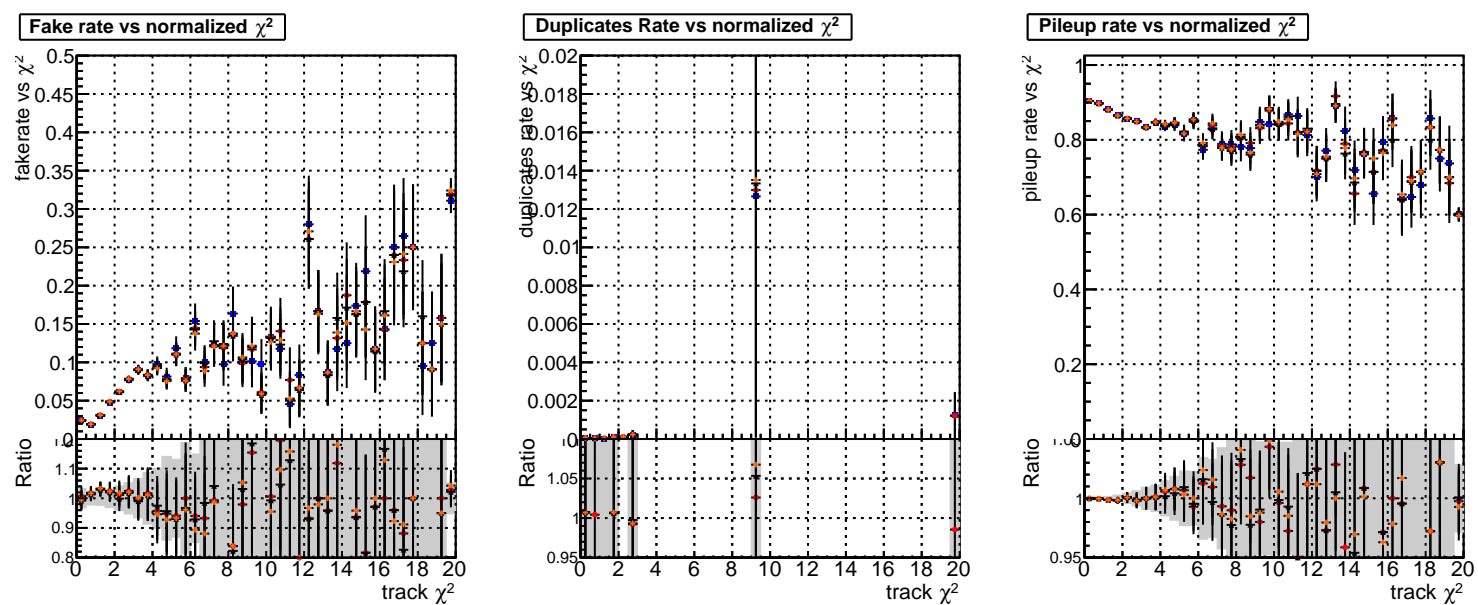 Fake rate vs normalized χ²
fakerate vs χ²
0.5
0.45
0.4
0.35
0.3
0.25
0.2
0.15
0.1
0.05
0
Ratio
1.1
1
0.9
0.8
0 2 4 6 8 10 12 14 16 18 20
track χ²
Duplicates Rate vs normalized χ²
duplicates rate vs χ²
0.02
0.018
0.016
0.014
0.012
0.01
0.008
0.006
0.004
0.002
0
Ratio
1.05
1
0.95
0 2 4 6 8 10 12 14 16 18 20
track χ²
Pileup rate vs normalized χ²
pileup rate vs χ²
1
0.8
0.6
0.4
0.2
0
Ratio
1
0.95
0 2 4 6 8 10 12 14 16 18 20
track χ²